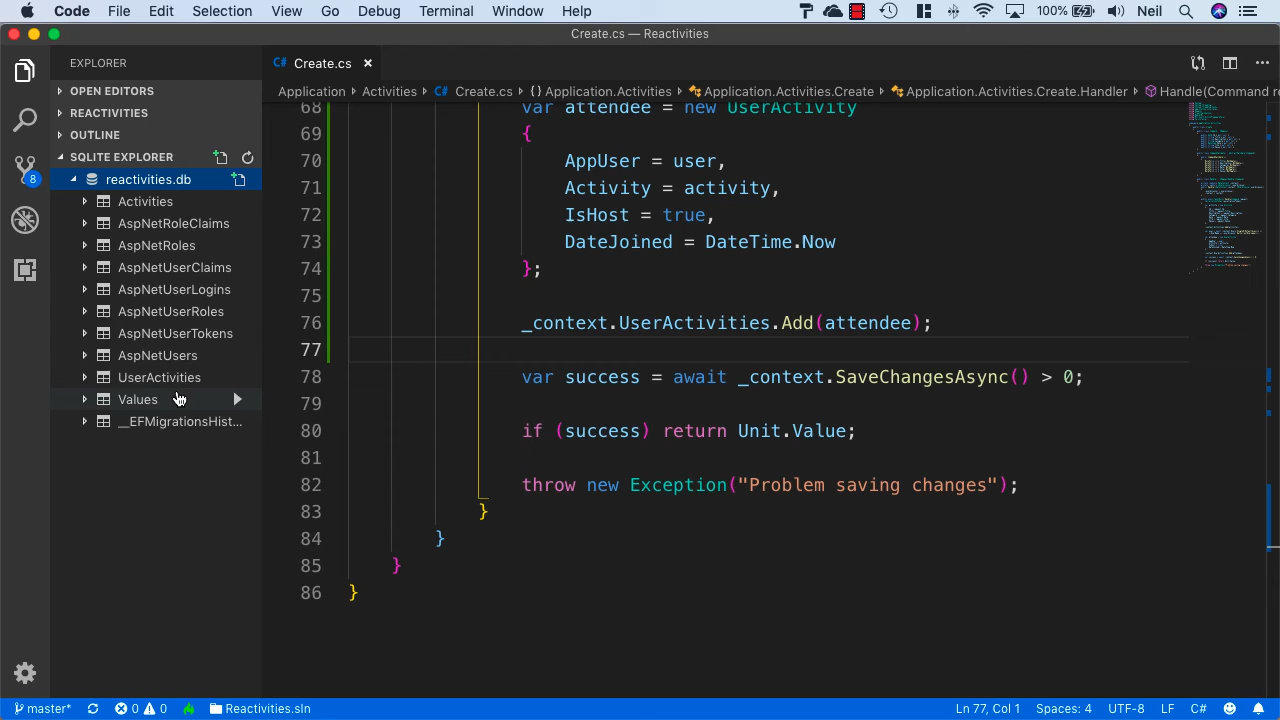 Code File Edit Selection View Go Debug Terminal Window Help 100% Neil
Create.cs — Reactivities
EXPLORER
C# Create.cs
OPEN EDITORS
REACTIVITIES
OUTLINE
SQLITE EXPLORER
reactivities.db
Activities
AspNetRoleClaims
AspNetRoles
AspNetUserClaims
AspNetUserLogins
AspNetUserRoles
AspNetUserTokens
AspNetUsers
UserActivities
Values
__EFMigrationsHist...
Application Activities C# Create.cs {} Application.Activities Application.Activities.Create Application.Activities.Create.Handler Handle(Command re
68 var attendee = new UserActivity
69 {
70 AppUser = user,
71 Activity = activity,
72 IsHost = true,
73 DateJoined = DateTime.Now
74 };
75
76 _context.UserActivities.Add(attendee);
77
78 var success = await _context.SaveChangesAsync() > 0;
79
80 if (success) return Unit.Value;
81
82 throw new Exception("Problem saving changes");
83 }
84 }
85 }
86 }
8
master* 0 0 Reactivities.sln Ln 77, Col 1 Spaces: 4 UTF-8 LF C#